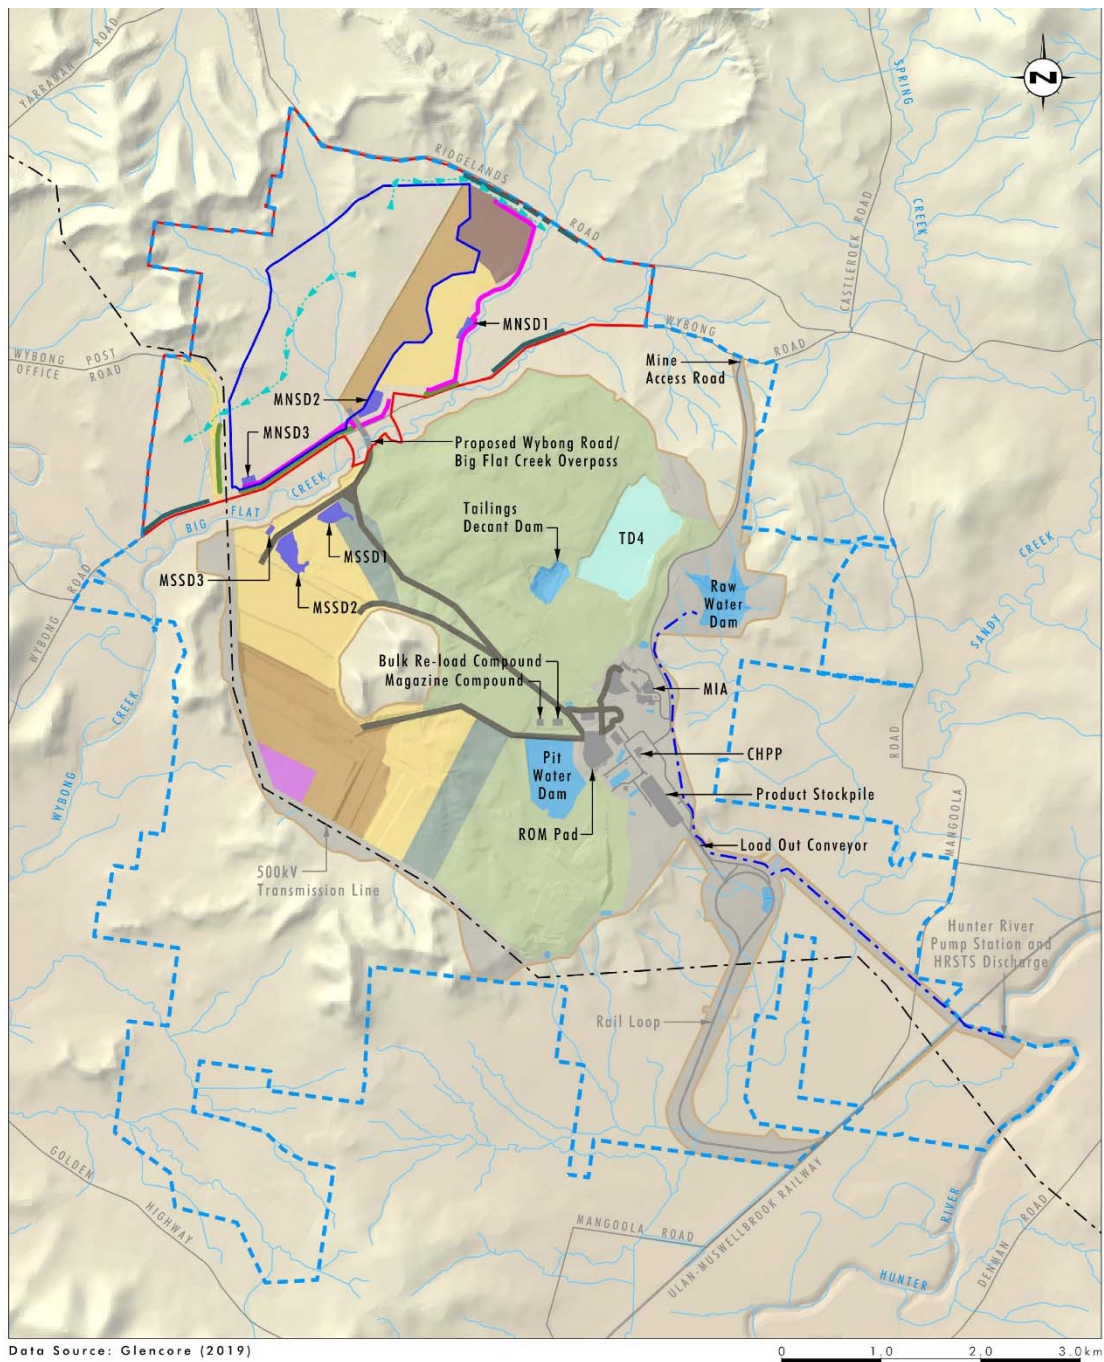 YARRAMAN ROAD
N
SPRING
CREEK
RIDGELANDS
ROAD
CASTLEROCK ROAD
MNSD1
WYBONG
ROAD
WYBONG POST
OFFICE ROAD
Mine
Access Road
MNSD2
MNSD3
Proposed Wybong Road/
Big Flat Creek Overpass
BIG FLAT CREEK
Tailings
Decant Dam
TD4
MSSD1
MSSD3
MSSD2
Raw
Water
Dam
CREEK
SANDY
WYBONG ROAD
Bulk Re-load Compound
Magazine Compound
MIA
WYBONG CREEK
ROAD
MANGOOLA
Pit
Water
Dam
CHPP
Product Stockpile
ROM Pad
Load Out Conveyor
500kV
Transmission Line
Hunter River
Pump Station and
HRSTS Discharge
Rail Loop
GOLDEN
HIGHWAY
MANGOOLA ROAD
ULAN-MUSWELLBROOK RAILWAY
RIVER
HUNTER
DENMAN ROAD
Data Source: Glencore (2019)
0 1,0 2,0 3,0km